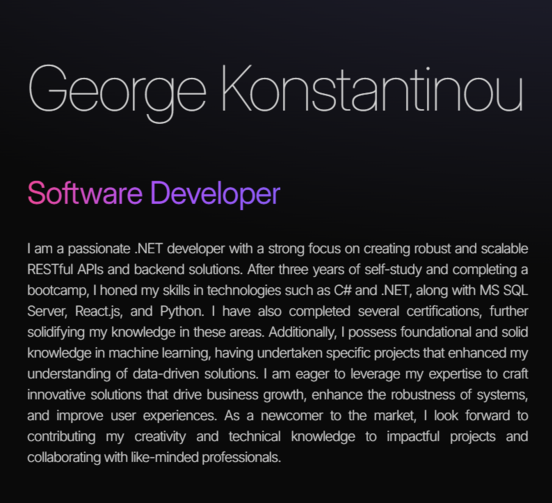 George Konstantinou
Software Developer
I am a passionate .NET developer with a strong focus on creating robust and scalable
RESTful APIs and backend solutions. After three years of self-study and completing a
bootcamp, I honed my skills in technologies such as C# and .NET, along with MS SQL
Server, React.js, and Python. I have also completed several certifications, further
solidifying my knowledge in these areas. Additionally, I possess foundational and solid
knowledge in machine learning, having undertaken specific projects that enhanced my
understanding of data-driven solutions. I am eager to leverage my expertise to craft
innovative solutions that drive business growth, enhance the robustness of systems,
and improve user experiences. As a newcomer to the market, I look forward to
contributing my creativity and technical knowledge to impactful projects and
collaborating with like-minded professionals.